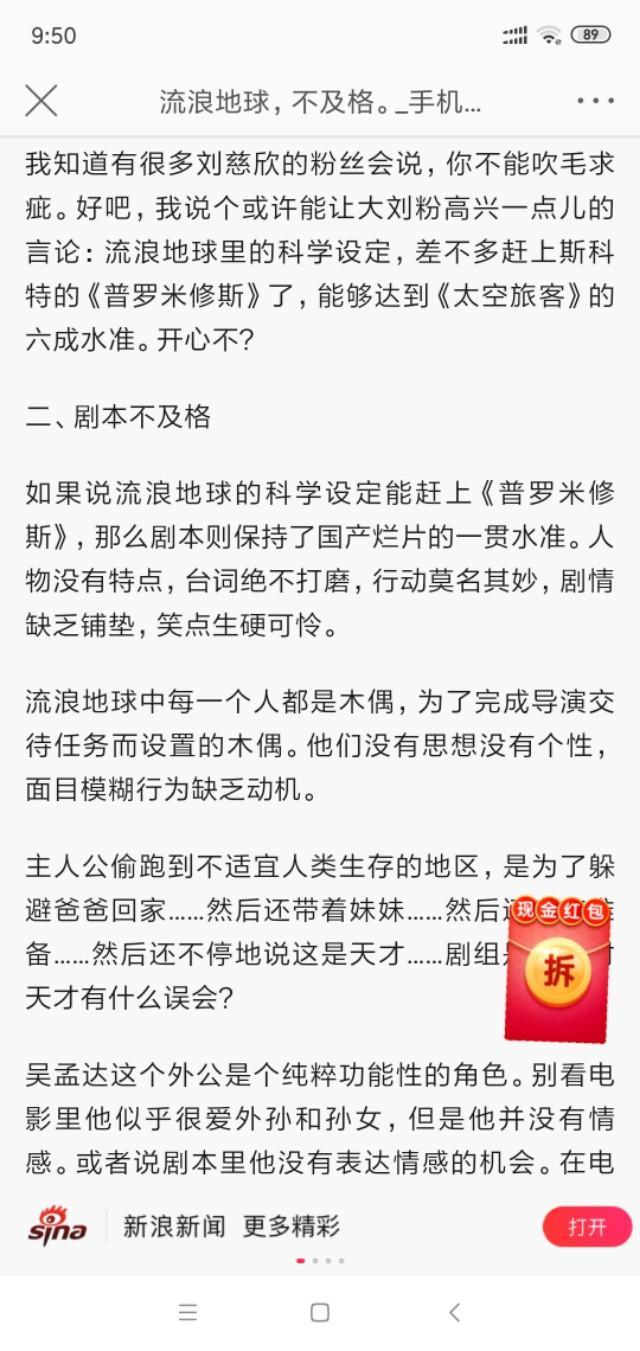 9:50
89
流浪地球，不及格。_手机...
我知道有很多刘慈欣的粉丝会说，你不能吹毛求
疵。好吧，我说个或许能让大刘粉高兴一点儿的
言论：流浪地球里的科学设定，差不多赶上斯科
特的《普罗米修斯》了，能够达到《太空旅客》的
六成水准。开心不？
二、剧本不及格
如果说流浪地球的科学设定能赶上《普罗米修
斯》，那么剧本则保持了国产烂片的一贯水准。人
物没有特点，台词绝不打磨，行动莫名其妙，剧情
缺乏铺垫，笑点生硬可怜。
流浪地球中每一个人都是木偶，为了完成导演交
待任务而设置的木偶。他们没有思想没有个性，
面目模糊行为缺乏动机。
主人公偷跑到不适宜人类生存的地区，是为了躲
避爸爸回家……然后还带着妹妹……然后
现金红包
备……然后还不停地说这是天才……剧组
拆
天才有什么误会？
吴孟达这个外公是个纯粹功能性的角色。别看电
影里他似乎很爱外孙和孙女，但是他并没有情
感。或者说剧本里他没有表达情感的机会。在电
sina 新浪新闻 更多精彩 打开